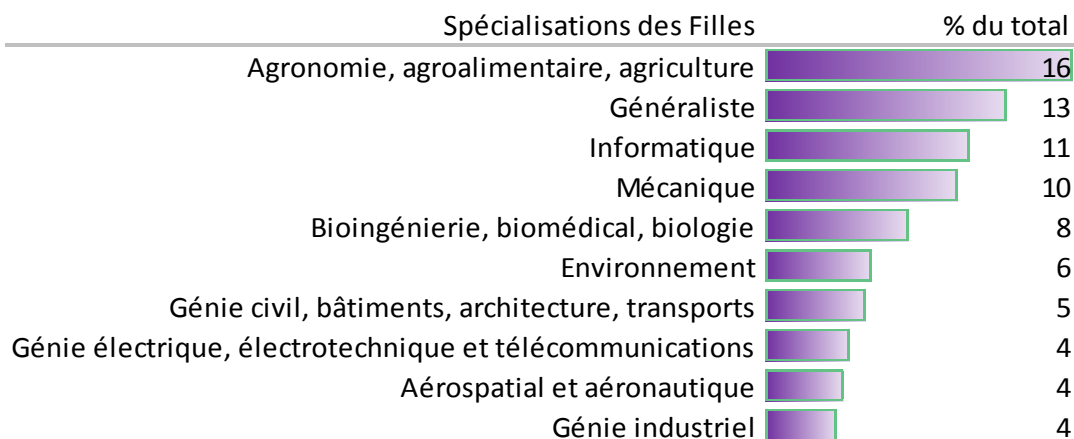 Spécialisations des Filles % du total
Agronomie, agroalimentaire, agriculture 16
Généraliste 13
Informatique 11
Mécanique 10
Bioingénierie, biomédical, biologie 8
Environnement 6
Génie civil, bâtiments, architecture, transports 5
Génie électrique, électrotechnique et télécommunications 4
Aérospatial et aéronautique 4
Génie industriel 4